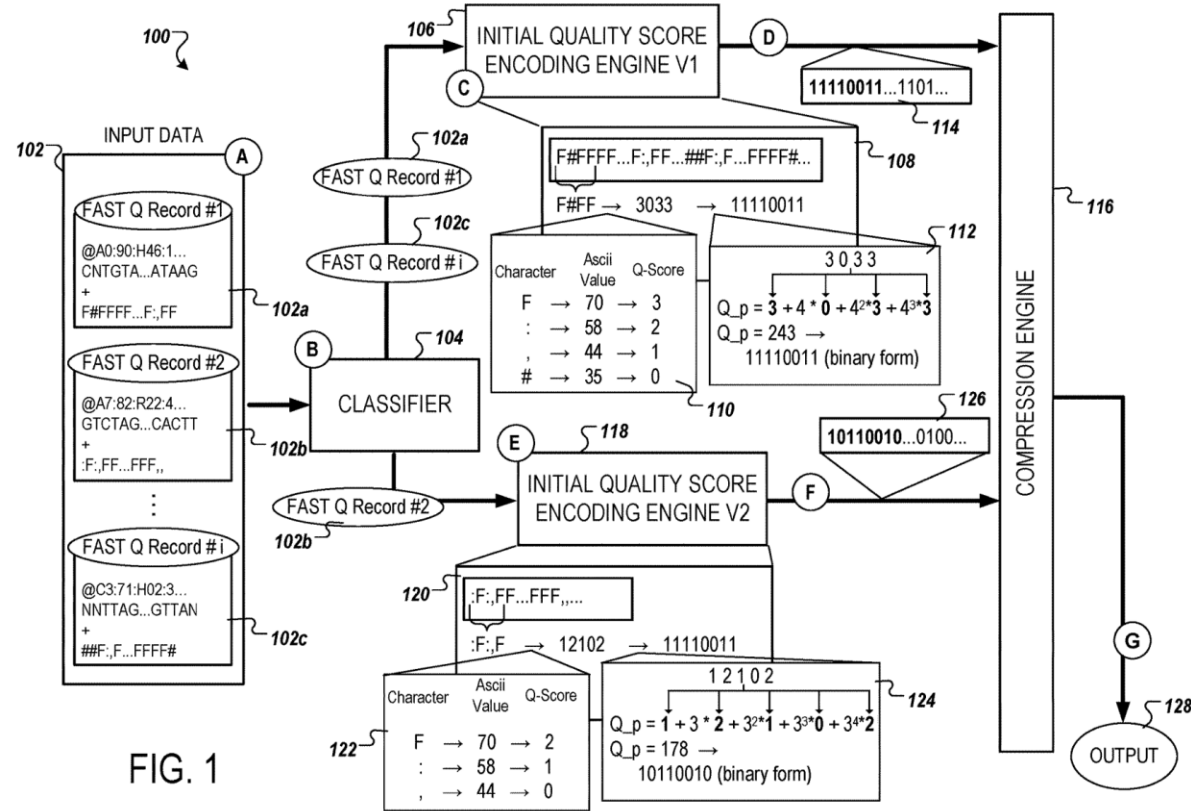 100
INPUT DATA
102
A
FAST Q Record #1
@A0:90:H46:1...
CNTGTA...ATAAG
+
F#FFFF...F:,FF
102a
FAST Q Record #2
@A7:82:R22:4...
GTCTAG...CACTT
+
:F:,FF...FFF,,
102b
⋮
FAST Q Record # i
@C3:71:H02:3...
NNTTAG...GTTAN
+
##F:,F...FFFF#
102c
FIG. 1
B
104
CLASSIFIER
102a
FAST Q Record #1
102c
FAST Q Record # i
FAST Q Record #2
102b
106
INITIAL QUALITY SCORE
ENCODING ENGINE V1
C
D
11110011...1101...
114
108
F#FFFF...F:,FF...##F:,F...FFFF#...
F#FF → 3033 → 11110011
Character Ascii Value Q-Score
F → 70 → 3
: → 58 → 2
, → 44 → 1
# → 35 → 0
110
112
3 0 3 3
Q_p = 3 + 4 * 0 + 4²*3 + 4³*3
Q_p = 243 →
11110011 (binary form)
E
118
INITIAL QUALITY SCORE
ENCODING ENGINE V2
F
126
10110010...0100...
120
:F:,FF...FFF,,...
:F:,F → 12102 → 11110011
Character Ascii Value Q-Score
122
F → 70 → 2
: → 58 → 1
, → 44 → 0
124
1 2 1 0 2
Q_p = 1 + 3 * 2 + 3²*1 + 3³*0 + 3⁴*2
Q_p = 178 →
10110010 (binary form)
COMPRESSION ENGINE
116
G
128
OUTPUT